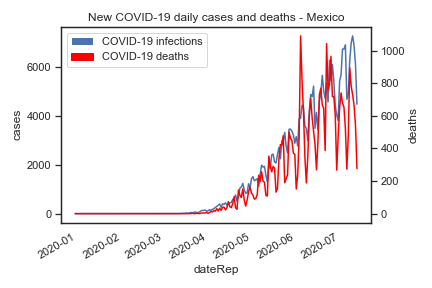 New COVID-19 daily cases and deaths - Mexico
COVID-19 infections
COVID-19 deaths
cases
6000
4000
2000
0
deaths
1000
800
600
400
200
0
2020-01
2020-02
2020-03
2020-04
2020-05
2020-06
2020-07
dateRep